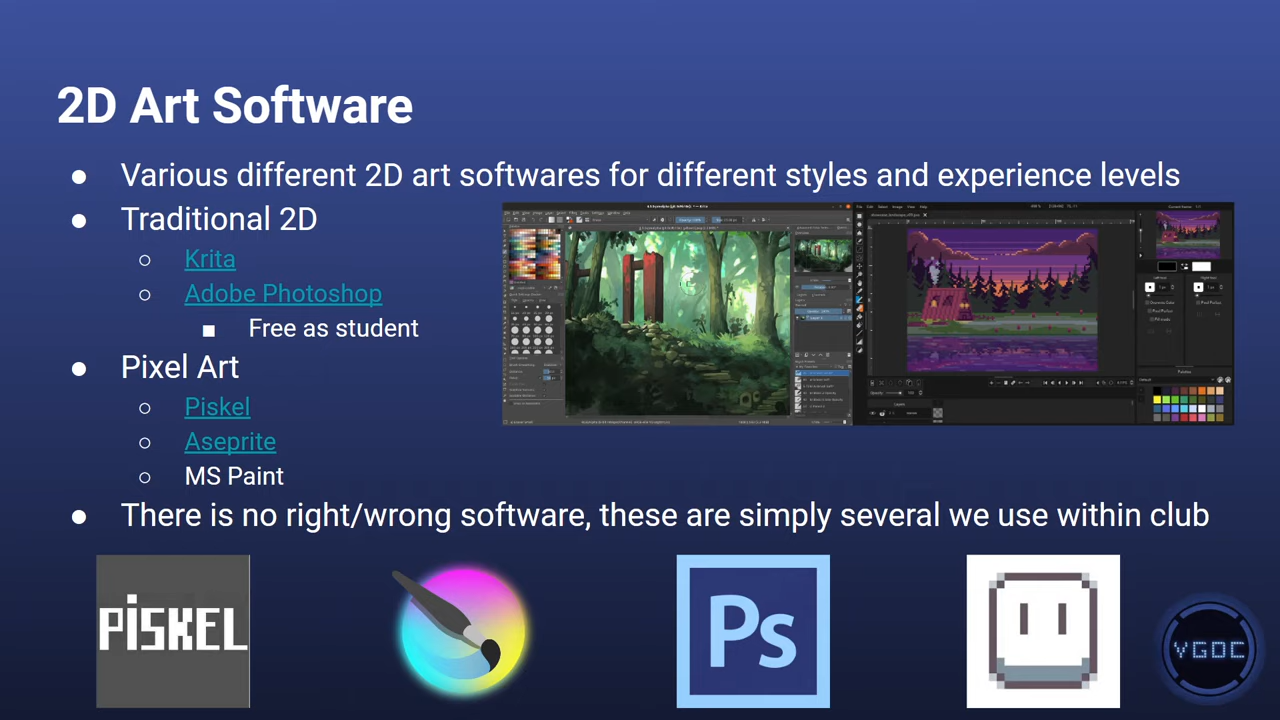 2D Art Software
● Various different 2D art softwares for different styles and experience levels
● Traditional 2D
○ Krita
○ Adobe Photoshop
■ Free as student
● Pixel Art
○ Piskel
○ Aseprite
○ MS Paint
● There is no right/wrong software, these are simply several we use within club
PiSKEL
Ps
VGDC